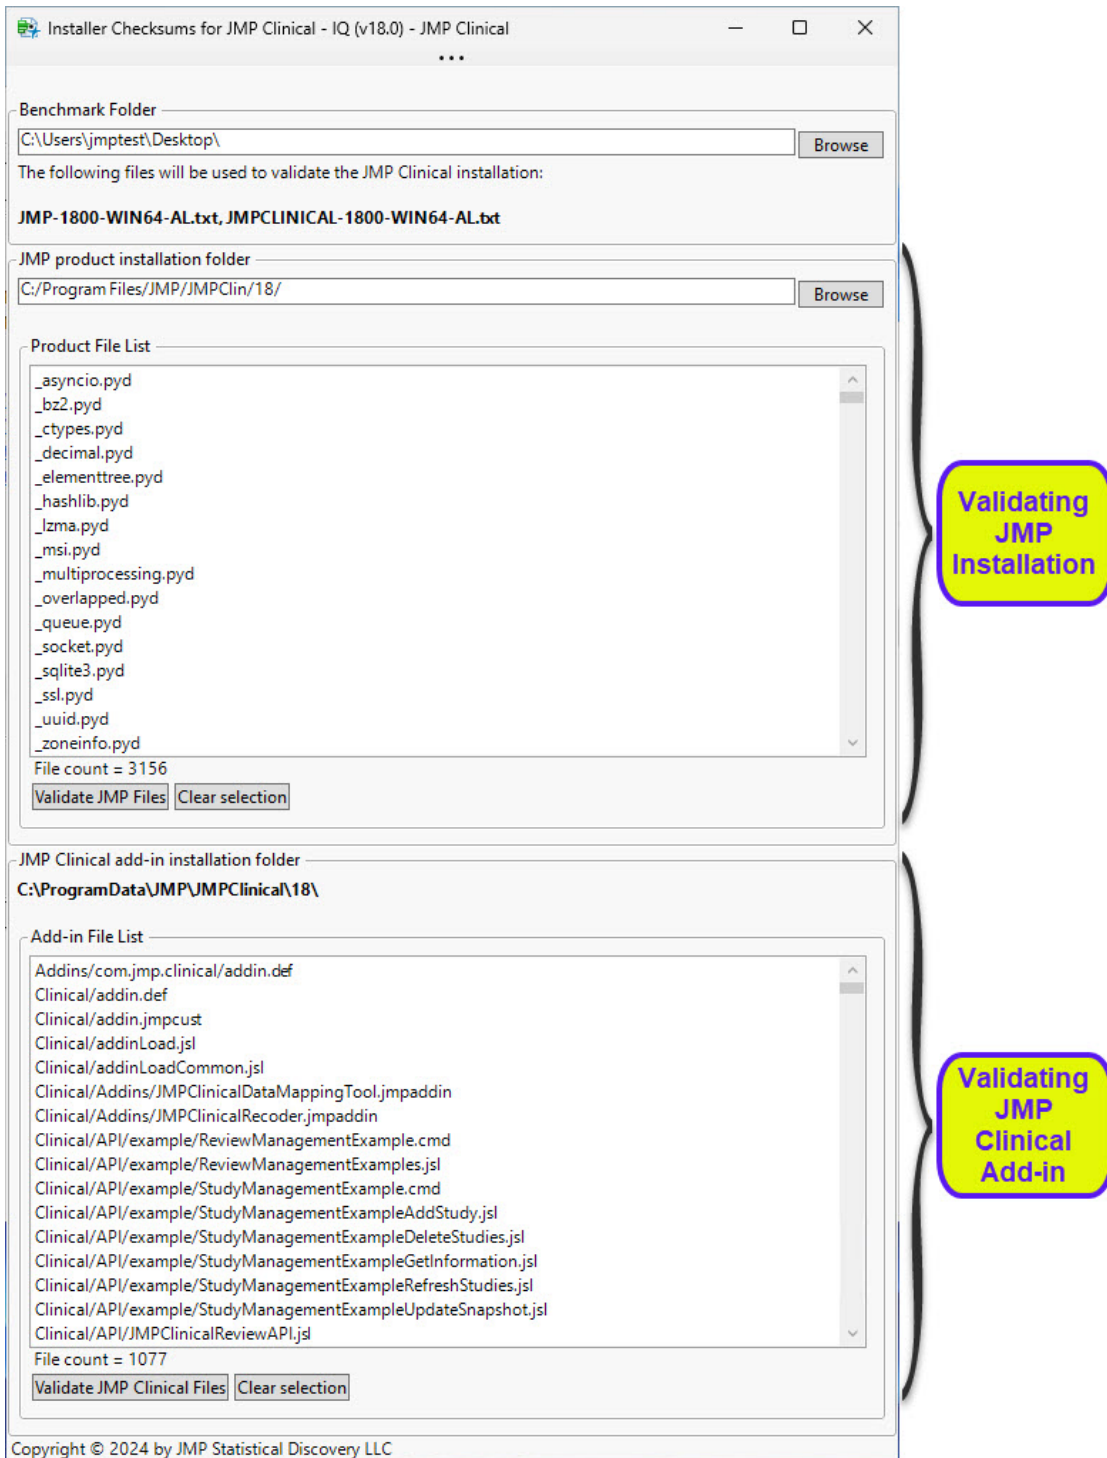 Installer Checksums for JMP Clinical - IQ (v18.0) - JMP Clinical
Benchmark Folder
C:\Users\jmptest\Desktop\
Browse
The following files will be used to validate the JMP Clinical installation:
JMP-1800-WIN64-AL.txt, JMPCLINICAL-1800-WIN64-AL.txt
JMP product installation folder
C:/Program Files/JMP/JMPClin/18/
Browse
Product File List
_asyncio.pyd
_bz2.pyd
_ctypes.pyd
_decimal.pyd
_elementtree.pyd
_hashlib.pyd
_lzma.pyd
_msi.pyd
_multiprocessing.pyd
_overlapped.pyd
_queue.pyd
_socket.pyd
_sqlite3.pyd
_ssl.pyd
_uuid.pyd
_zoneinfo.pyd
File count = 3156
Validate JMP Files Clear selection
Validating
JMP
Installation
JMP Clinical add-in installation folder
C:\ProgramData\JMP\JMPClinical\18\
Add-in File List
Addins/com.jmp.clinical/addin.def
Clinical/addin.def
Clinical/addin.jmpcust
Clinical/addinLoad.jsl
Clinical/addinLoadCommon.jsl
Clinical/Addins/JMPClinicalDataMappingTool.jmpaddin
Clinical/Addins/JMPClinicalRecoder.jmpaddin
Clinical/API/example/ReviewManagementExample.cmd
Clinical/API/example/ReviewManagementExamples.jsl
Clinical/API/example/StudyManagementExample.cmd
Clinical/API/example/StudyManagementExampleAddStudy.jsl
Clinical/API/example/StudyManagementExampleDeleteStudies.jsl
Clinical/API/example/StudyManagementExampleGetInformation.jsl
Clinical/API/example/StudyManagementExampleRefreshStudies.jsl
Clinical/API/example/StudyManagementExampleUpdateSnapshot.jsl
Clinical/API/JMPClinicalReviewAPI.jsl
File count = 1077
Validate JMP Clinical Files Clear selection
Validating
JMP
Clinical
Add-in
Copyright © 2024 by JMP Statistical Discovery LLC